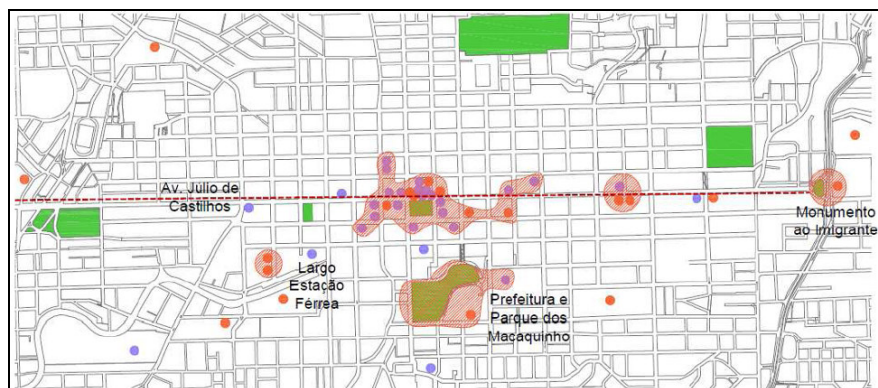 Av. Júlio de
Castilhos
Monumento
ao Imigrante
Largo
Estação
Férrea
Prefeitura e
Parque dos
Macaquinho